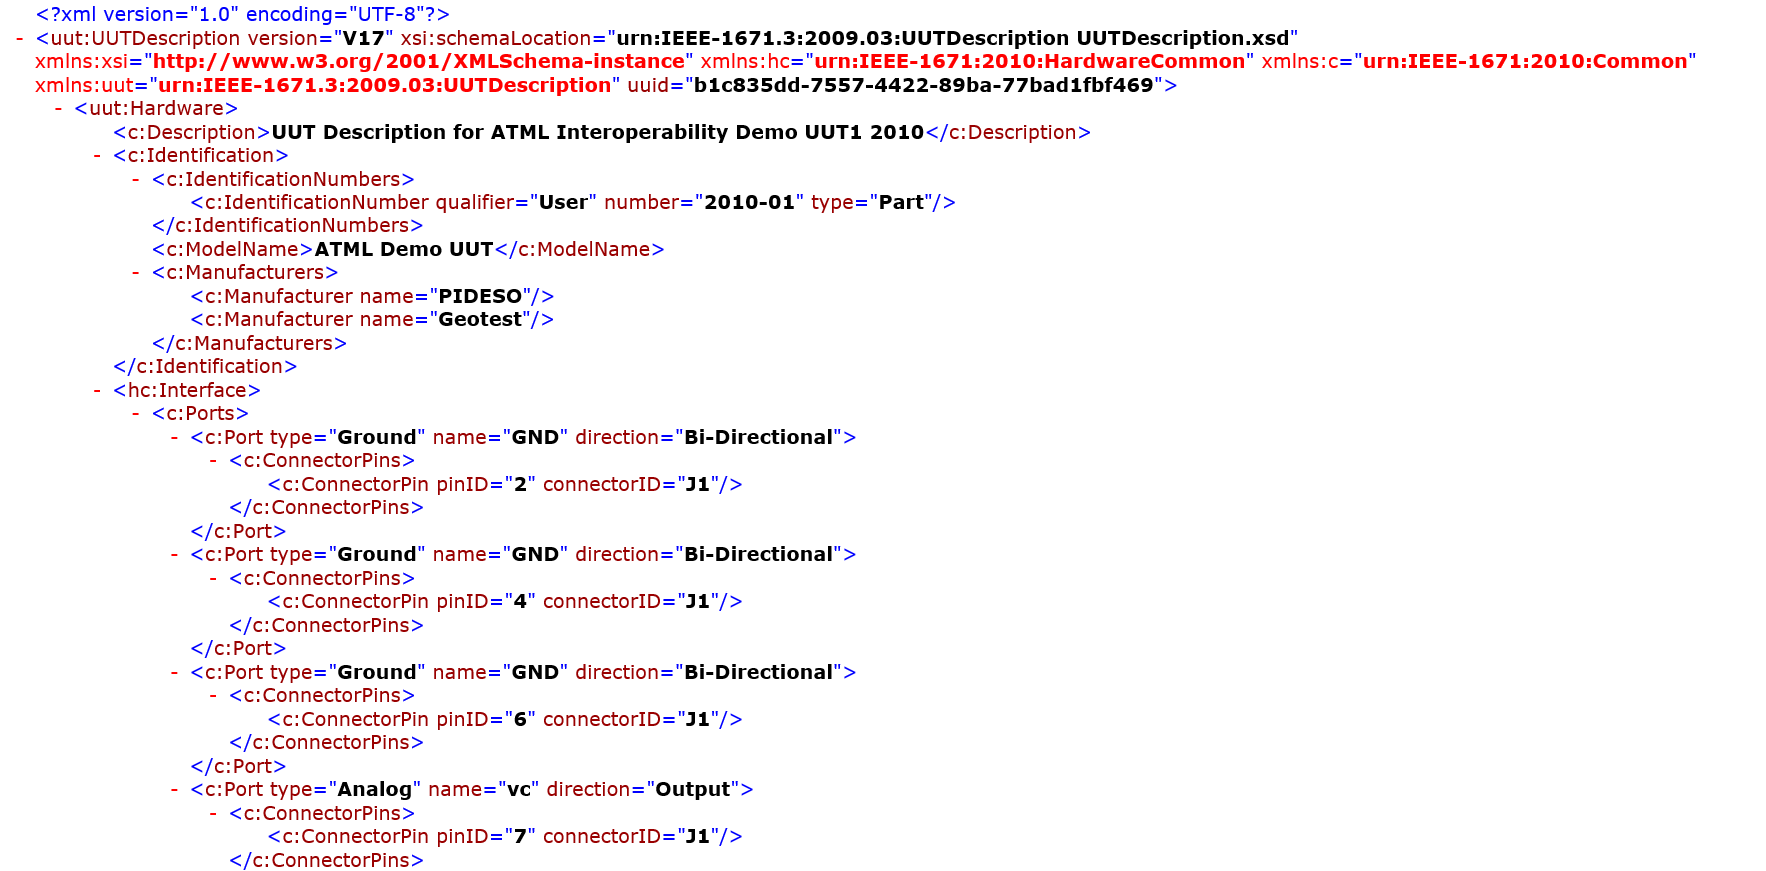 <?xml version="1.0" encoding="UTF-8"?>
- <uut:UUTDescription version="V17" xsi:schemaLocation="urn:IEEE-1671.3:2009.03:UUTDescription UUTDescription.xsd"
xmlns:xsi="http://www.w3.org/2001/XMLSchema-instance" xmlns:hc="urn:IEEE-1671:2010:HardwareCommon" xmlns:c="urn:IEEE-1671:2010:Common"
xmlns:uut="urn:IEEE-1671.3:2009.03:UUTDescription" uuid="b1c835dd-7557-4422-89ba-77bad1fbf469">
- <uut:Hardware>
<c:Description>UUT Description for ATML Interoperability Demo UUT1 2010</c:Description>
- <c:Identification>
- <c:IdentificationNumbers>
<c:IdentificationNumber qualifier="User" number="2010-01" type="Part"/>
</c:IdentificationNumbers>
<c:ModelName>ATML Demo UUT</c:ModelName>
- <c:Manufacturers>
<c:Manufacturer name="PIDESO"/>
<c:Manufacturer name="Geotest"/>
</c:Manufacturers>
</c:Identification>
- <hc:Interface>
- <c:Ports>
- <c:Port type="Ground" name="GND" direction="Bi-Directional">
- <c:ConnectorPins>
<c:ConnectorPin pinID="2" connectorID="J1"/>
</c:ConnectorPins>
</c:Port>
- <c:Port type="Ground" name="GND" direction="Bi-Directional">
- <c:ConnectorPins>
<c:ConnectorPin pinID="4" connectorID="J1"/>
</c:ConnectorPins>
</c:Port>
- <c:Port type="Ground" name="GND" direction="Bi-Directional">
- <c:ConnectorPins>
<c:ConnectorPin pinID="6" connectorID="J1"/>
</c:ConnectorPins>
</c:Port>
- <c:Port type="Analog" name="vc" direction="Output">
- <c:ConnectorPins>
<c:ConnectorPin pinID="7" connectorID="J1"/>
</c:ConnectorPins>